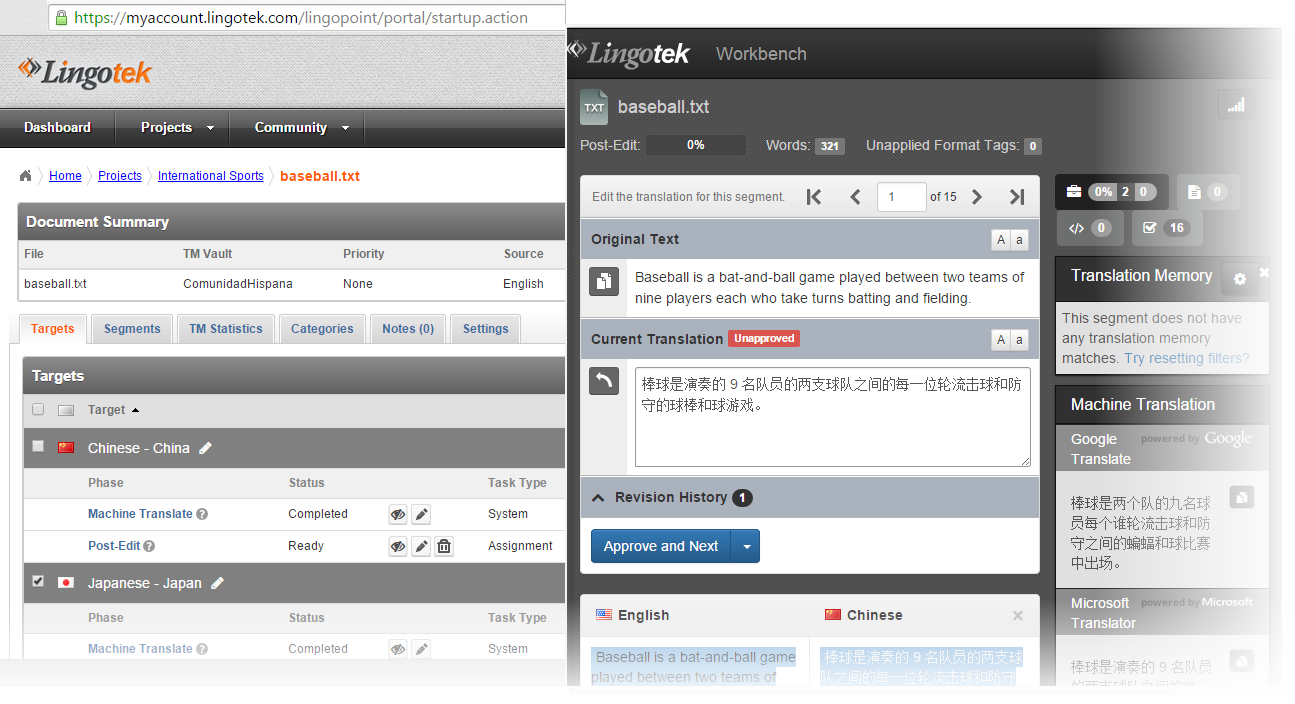 https://myaccount.lingotek.com/lingopoint/portal/startup.action
Lingotek
Dashboard Projects Community
Home Projects International Sports baseball.txt
Document Summary
File TM Vault Priority Source
baseball.txt ComunidadHispana None English
Targets Segments TM Statistics Categories Notes (0) Settings
Targets
Target
Chinese - China
Phase Status Task Type
Machine Translate ? Completed System
Post-Edit ? Ready Assignment
Japanese - Japan
Phase Status Task Type
Machine Translate ? Completed System
Lingotek Workbench
TXT baseball.txt
Post-Edit: 0% Words: 321 Unapplied Format Tags: 0
Edit the translation for this segment. 1 of 15
Original Text A a
Baseball is a bat-and-ball game played between two teams of
nine players each who take turns batting and fielding.
Current Translation Unapproved A a
棒球是演奏的 9 名队员的两支球队之间的每一位轮流击球和防
守的球棒和球游戏。
Revision History 1
Approve and Next
English Chinese
Baseball is a bat-and-ball game
played between two teams of
棒球是演奏的 9 名队员的两支球
队之间的每一位轮流击球和防守
0% 2 0 0
0 16
Translation Memory
This segment does not have
any translation memory
matches. Try resetting filters?
Machine Translation
Google powered by Google
Translate
棒球是两个队的九名球
员每个谁轮流击球和防
守之间的蝙蝠和球比赛
中出场。
Microsoft powered by Microsoft
Translator
棒球是演奏的 9 名队员
的两支球队之间的每一